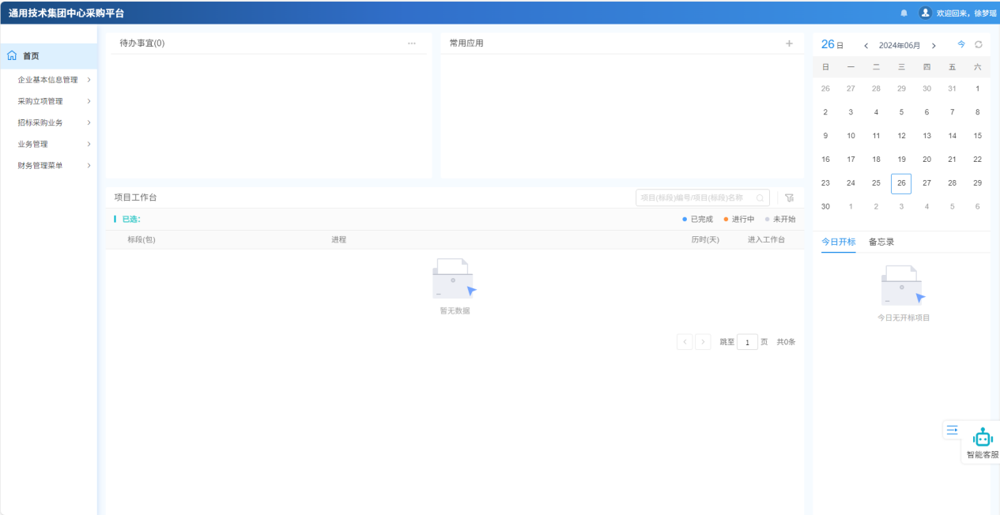 通用技术集团中心采购平台
欢迎回来，徐梦瑶
首页
企业基本信息管理
采购立项管理
招标采购业务
业务管理
财务管理菜单
待办事宜(0)
常用应用
项目工作台
项目(标段)编号/项目(标段)名称
已选：
已完成 进行中 未开始
标段(包) 进程 历时(天) 进入工作台
暂无数据
跳至 1 页 共0条
26日 2024年06月 今
日 一 二 三 四 五 六
26 27 28 29 30 31 1
2 3 4 5 6 7 8
9 10 11 12 13 14 15
16 17 18 19 20 21 22
23 24 25 26 27 28 29
30 1 2 3 4 5 6
今日开标 备忘录
今日无开标项目
智能客服